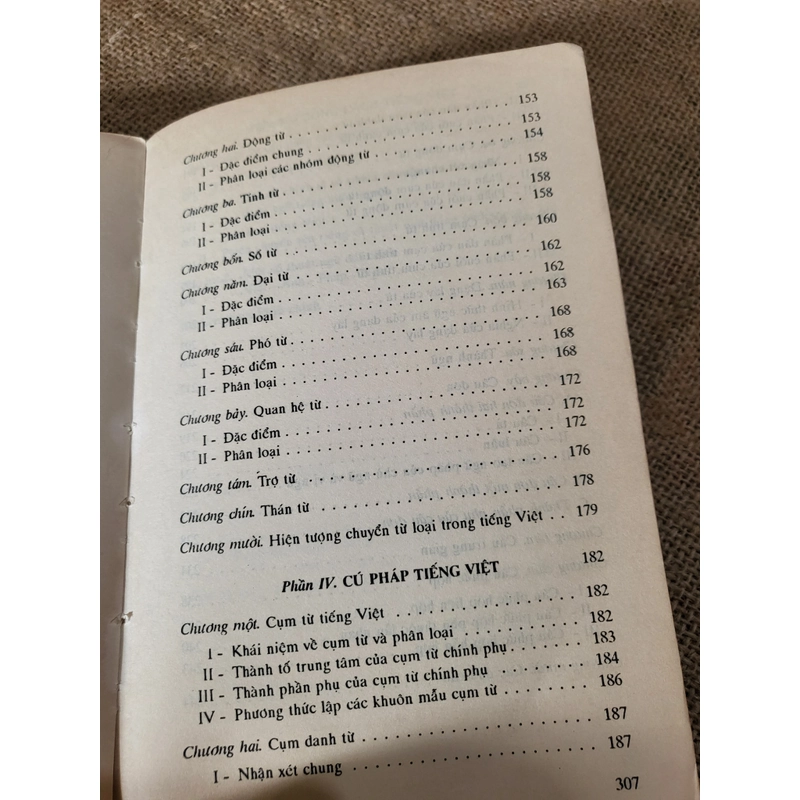 Chương hai. Động từ . . . . . . . . . . . . . . . . . . . . . . 153
I - Đặc điểm chung . . . . . . . . . . . . . . . . . . . . 153
II - Phân loại các nhóm động từ . . . . . . . . . . . . . . 154
Chương ba. Tính từ . . . . . . . . . . . . . . . . . . . . . . 158
I - Đặc điểm . . . . . . . . . . . . . . . . . . . . . . . 158
II - Phân loại . . . . . . . . . . . . . . . . . . . . . . 158
Chương bốn. Số từ . . . . . . . . . . . . . . . . . . . . . . 160
Chương năm. Đại từ . . . . . . . . . . . . . . . . . . . . . . 162
I - Đặc điểm . . . . . . . . . . . . . . . . . . . . . . . 162
II - Phân loại . . . . . . . . . . . . . . . . . . . . . . 163
Chương sáu. Phó từ . . . . . . . . . . . . . . . . . . . . . . 168
I - Đặc điểm . . . . . . . . . . . . . . . . . . . . . . . 168
II - Phân loại . . . . . . . . . . . . . . . . . . . . . . 168
Chương bảy. Quan hệ từ . . . . . . . . . . . . . . . . . . . . 172
I - Đặc điểm . . . . . . . . . . . . . . . . . . . . . . . 172
II - Phân loại . . . . . . . . . . . . . . . . . . . . . . 172
Chương tám. Trợ từ . . . . . . . . . . . . . . . . . . . . . . 176
Chương chín. Thán từ . . . . . . . . . . . . . . . . . . . . . 178
Chương mười. Hiện tượng chuyển từ loại trong tiếng Việt . . 179
Phần IV. CÚ PHÁP TIẾNG VIỆT 182
Chương một. Cụm từ tiếng Việt . . . . . . . . . . . . . . . . 182
I - Khái niệm về cụm từ và phân loại . . . . . . . . . . . 182
II - Thành tố trung tâm của cụm từ chính phụ . . . . . . . 183
III - Thành phần phụ của cụm từ chính phụ . . . . . . . . 184
IV - Phương thức lập các khuôn mẫu cụm từ . . . . . . . . 186
Chương hai. Cụm danh từ . . . . . . . . . . . . . . . . . . . 187
I - Nhận xét chung . . . . . . . . . . . . . . . . . . . . 187
307